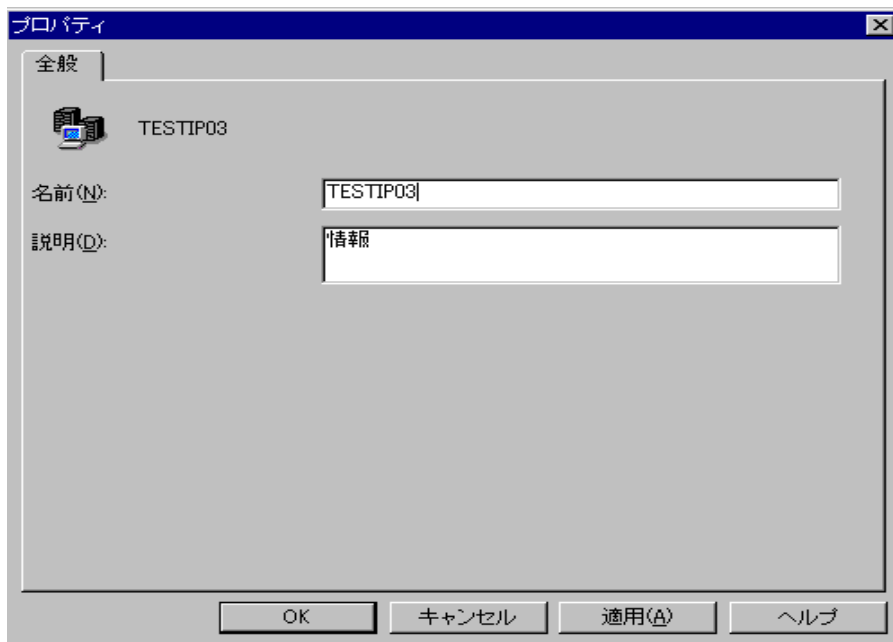 プロパティ
全般
TESTIP03
名前(N): TESTIP03
説明(D): 情報
OK キャンセル 適用(A) ヘルプ